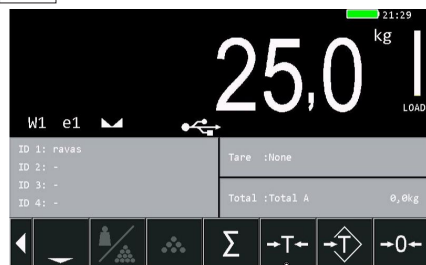 21:29
kg
25,0
LOAD
W1 e1
ID 1: ravas
ID 2: -
ID 3: -
ID 4: -
Tare :None
Total :Total A 0,0kg
Σ →T← →T →0←